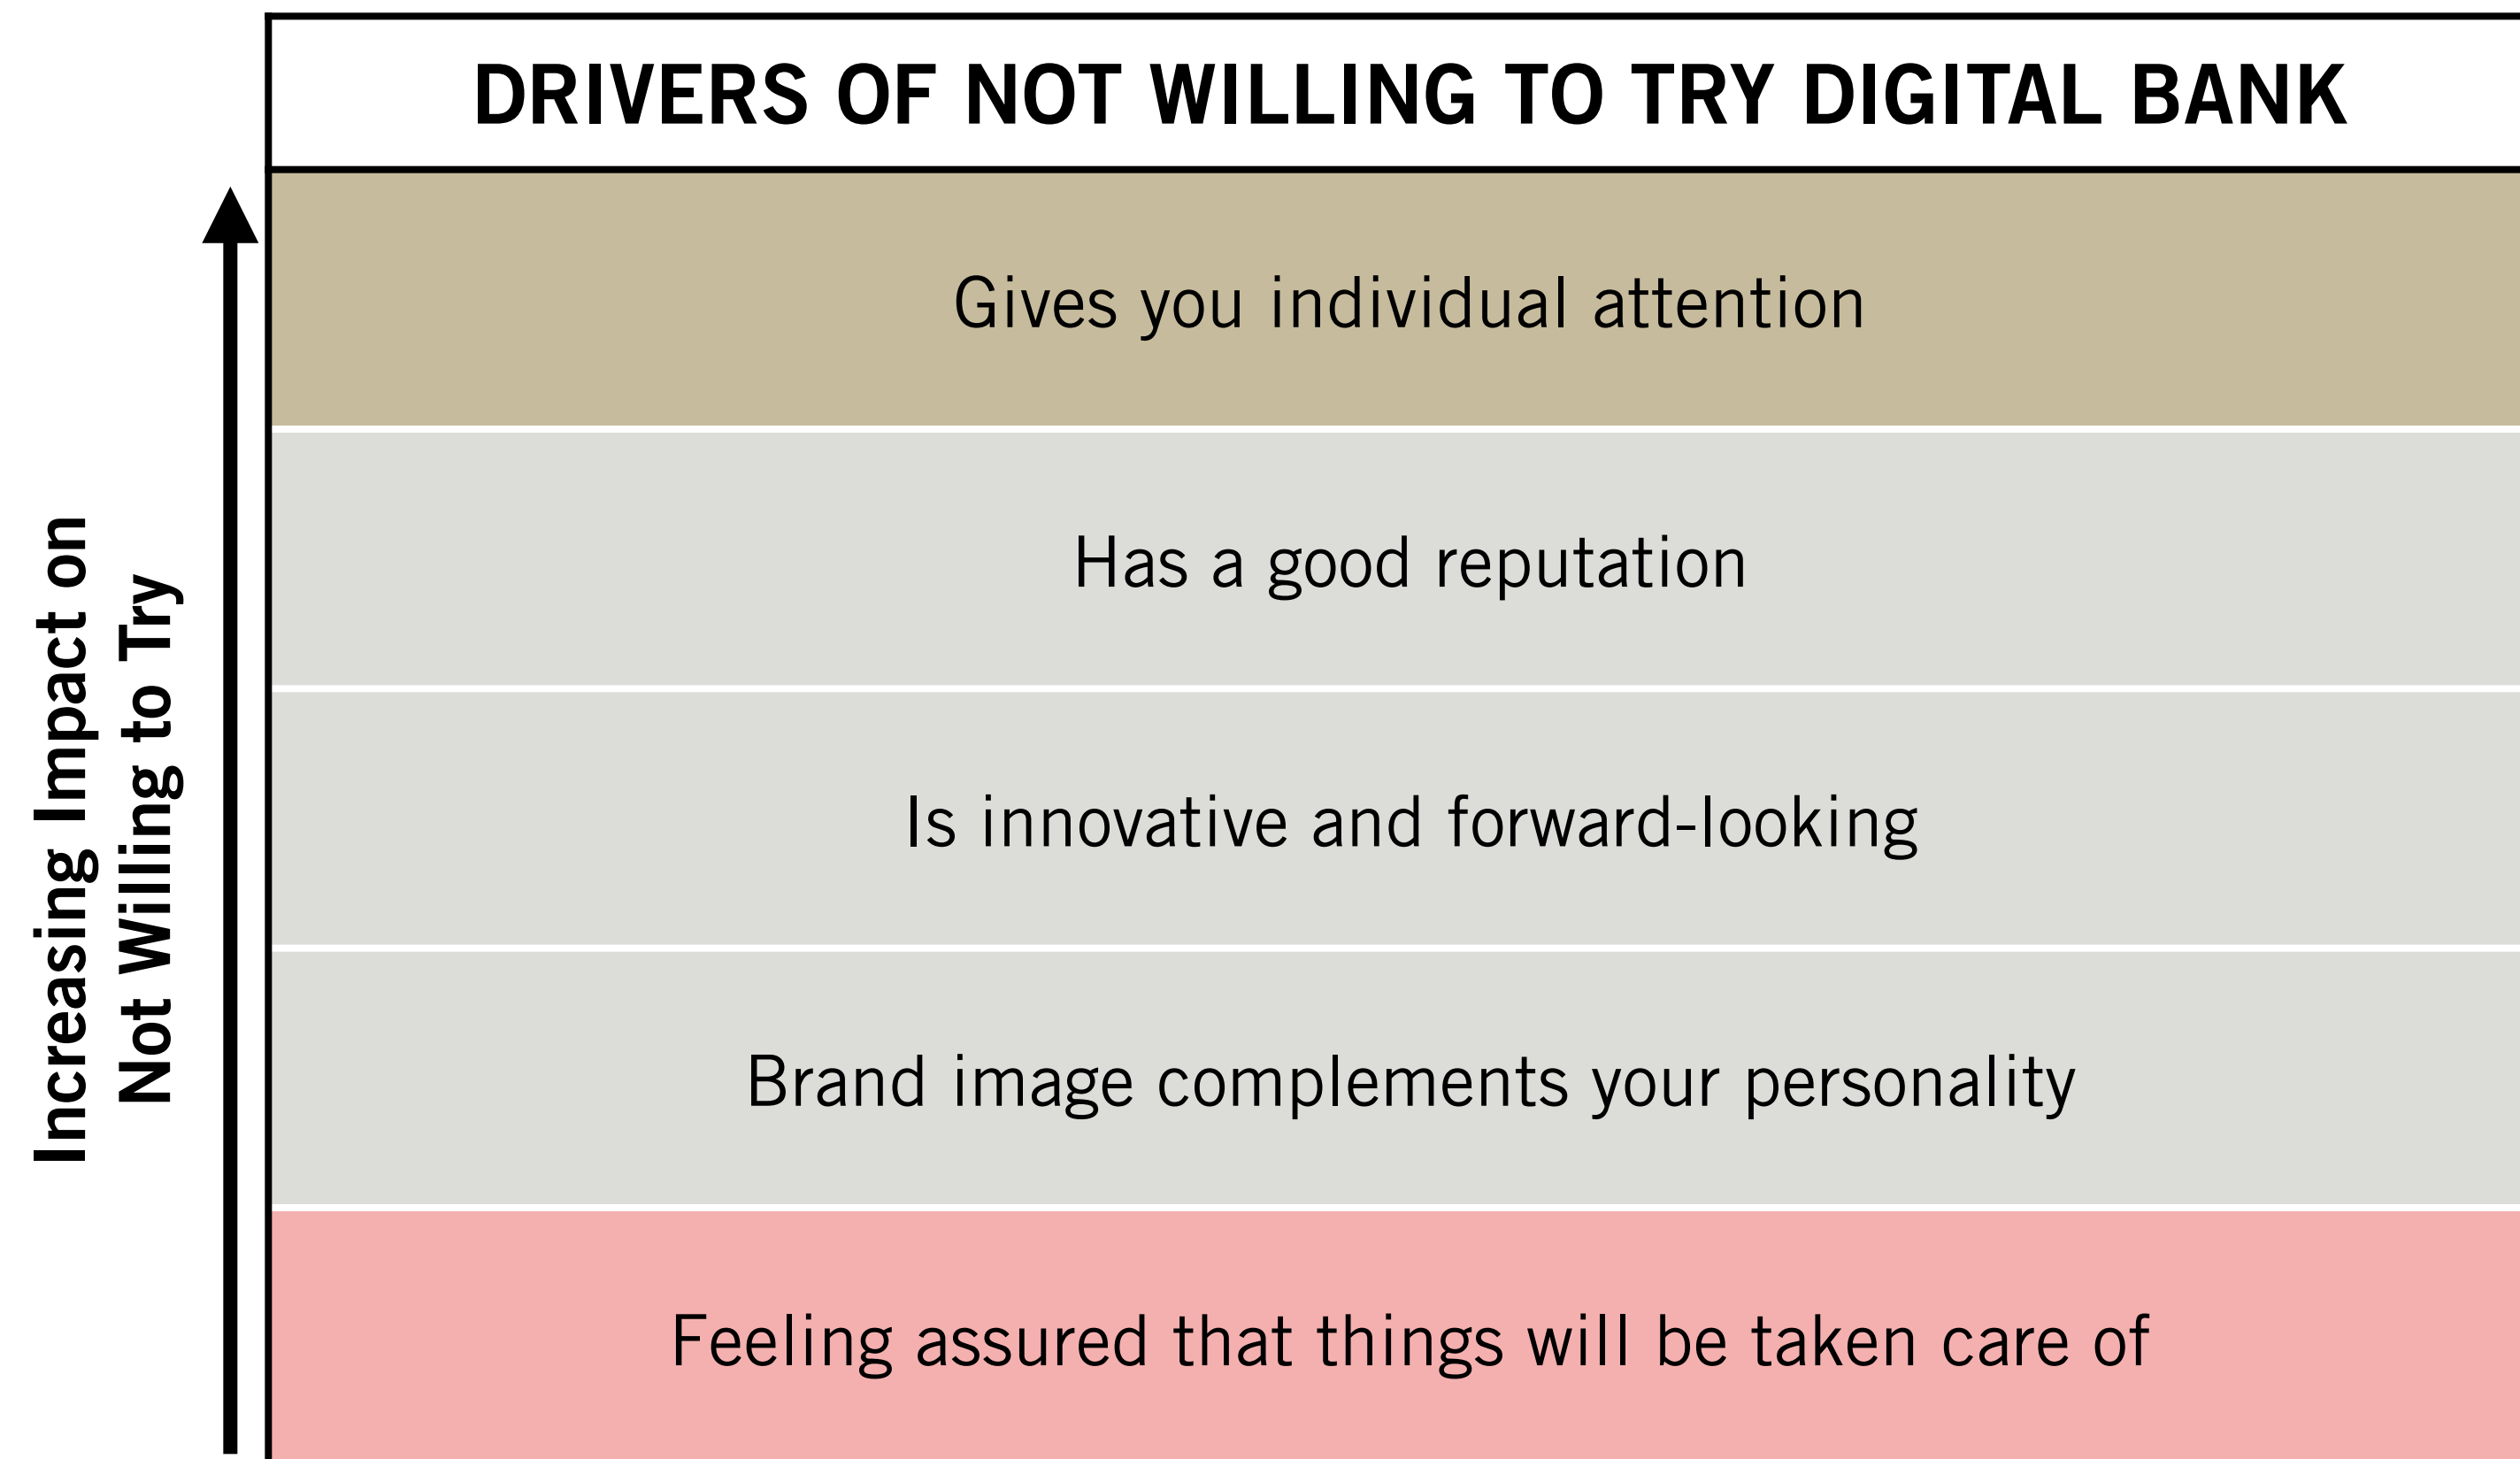 DRIVERS OF NOT WILLING TO TRY DIGITAL BANK
Increasing Impact on
Not Willing to Try
Gives you individual attention
Has a good reputation
Is innovative and forward-looking
Brand image complements your personality
Feeling assured that things will be taken care of